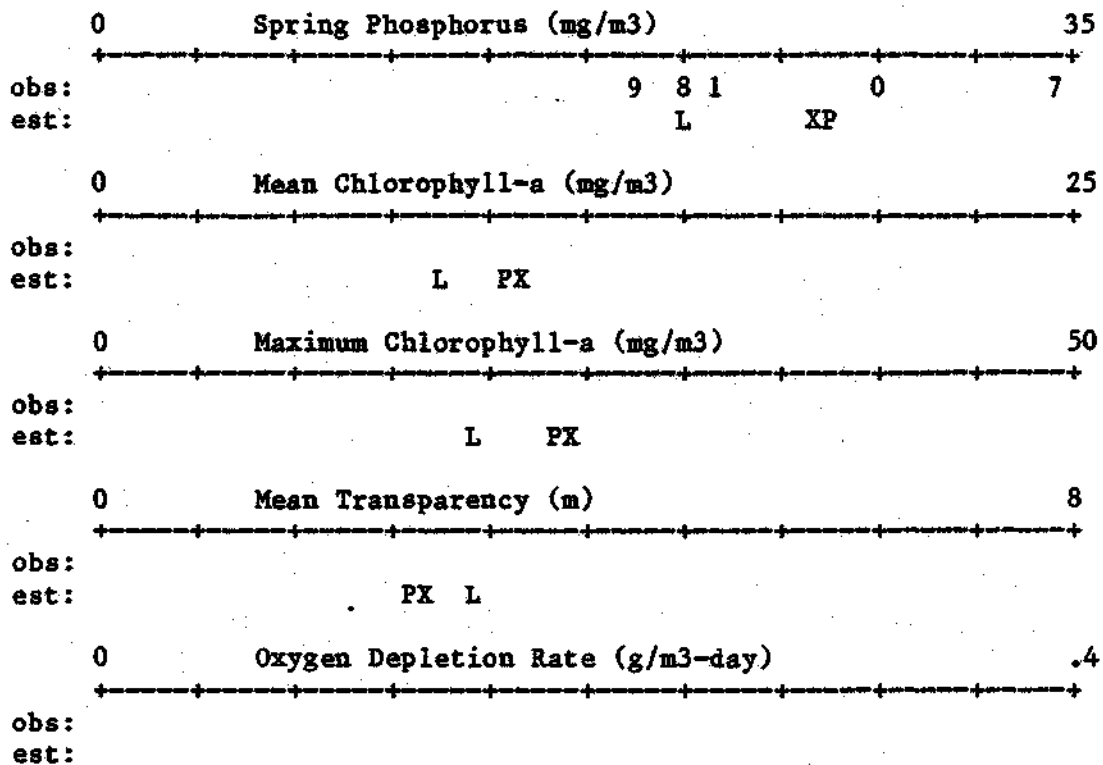 0 Spring Phosphorus (mg/m3) 35
+-----+-----+-----+-----+-----+-----+-----+-----+-----+-----+
obs: 9 8 1 0 7
est: L XP
0 Mean Chlorophyll-a (mg/m3) 25
+-----+-----+-----+-----+-----+-----+-----+-----+-----+-----+
obs:
est: L PX
0 Maximum Chlorophyll-a (mg/m3) 50
+-----+-----+-----+-----+-----+-----+-----+-----+-----+-----+
obs:
est: L PX
0 Mean Transparency (m) 8
+-----+-----+-----+-----+-----+-----+-----+-----+-----+-----+
obs:
est: PX L
0 Oxygen Depletion Rate (g/m3-day) .4
+-----+-----+-----+-----+-----+-----+-----+-----+-----+-----+
obs:
est: